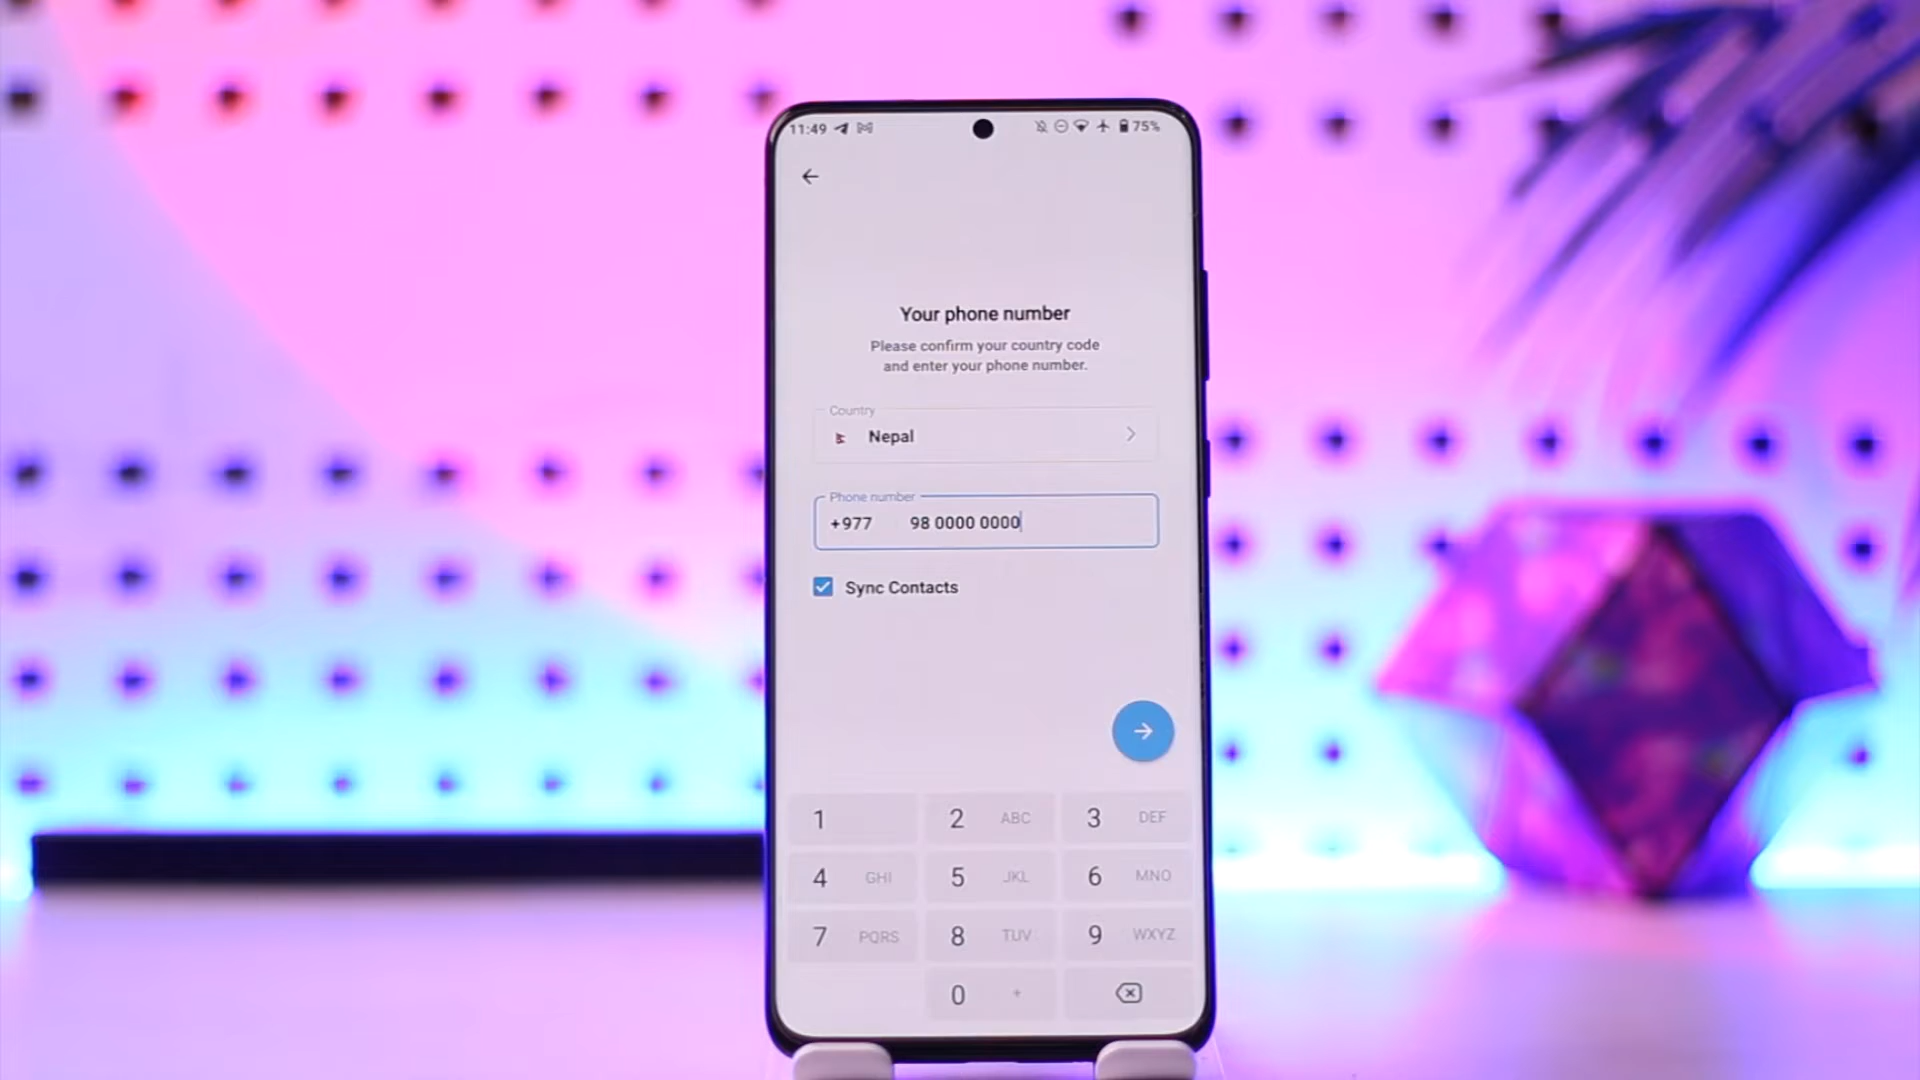 11:49 75%
Your phone number
Please confirm your country code
and enter your phone number.
Country
Nepal
Phone number
+977 98 0000 0000
Sync Contacts
1 2 ABC 3 DEF
4 GHI 5 JKL 6 MNO
7 PQRS 8 TUV 9 WXYZ
0 +